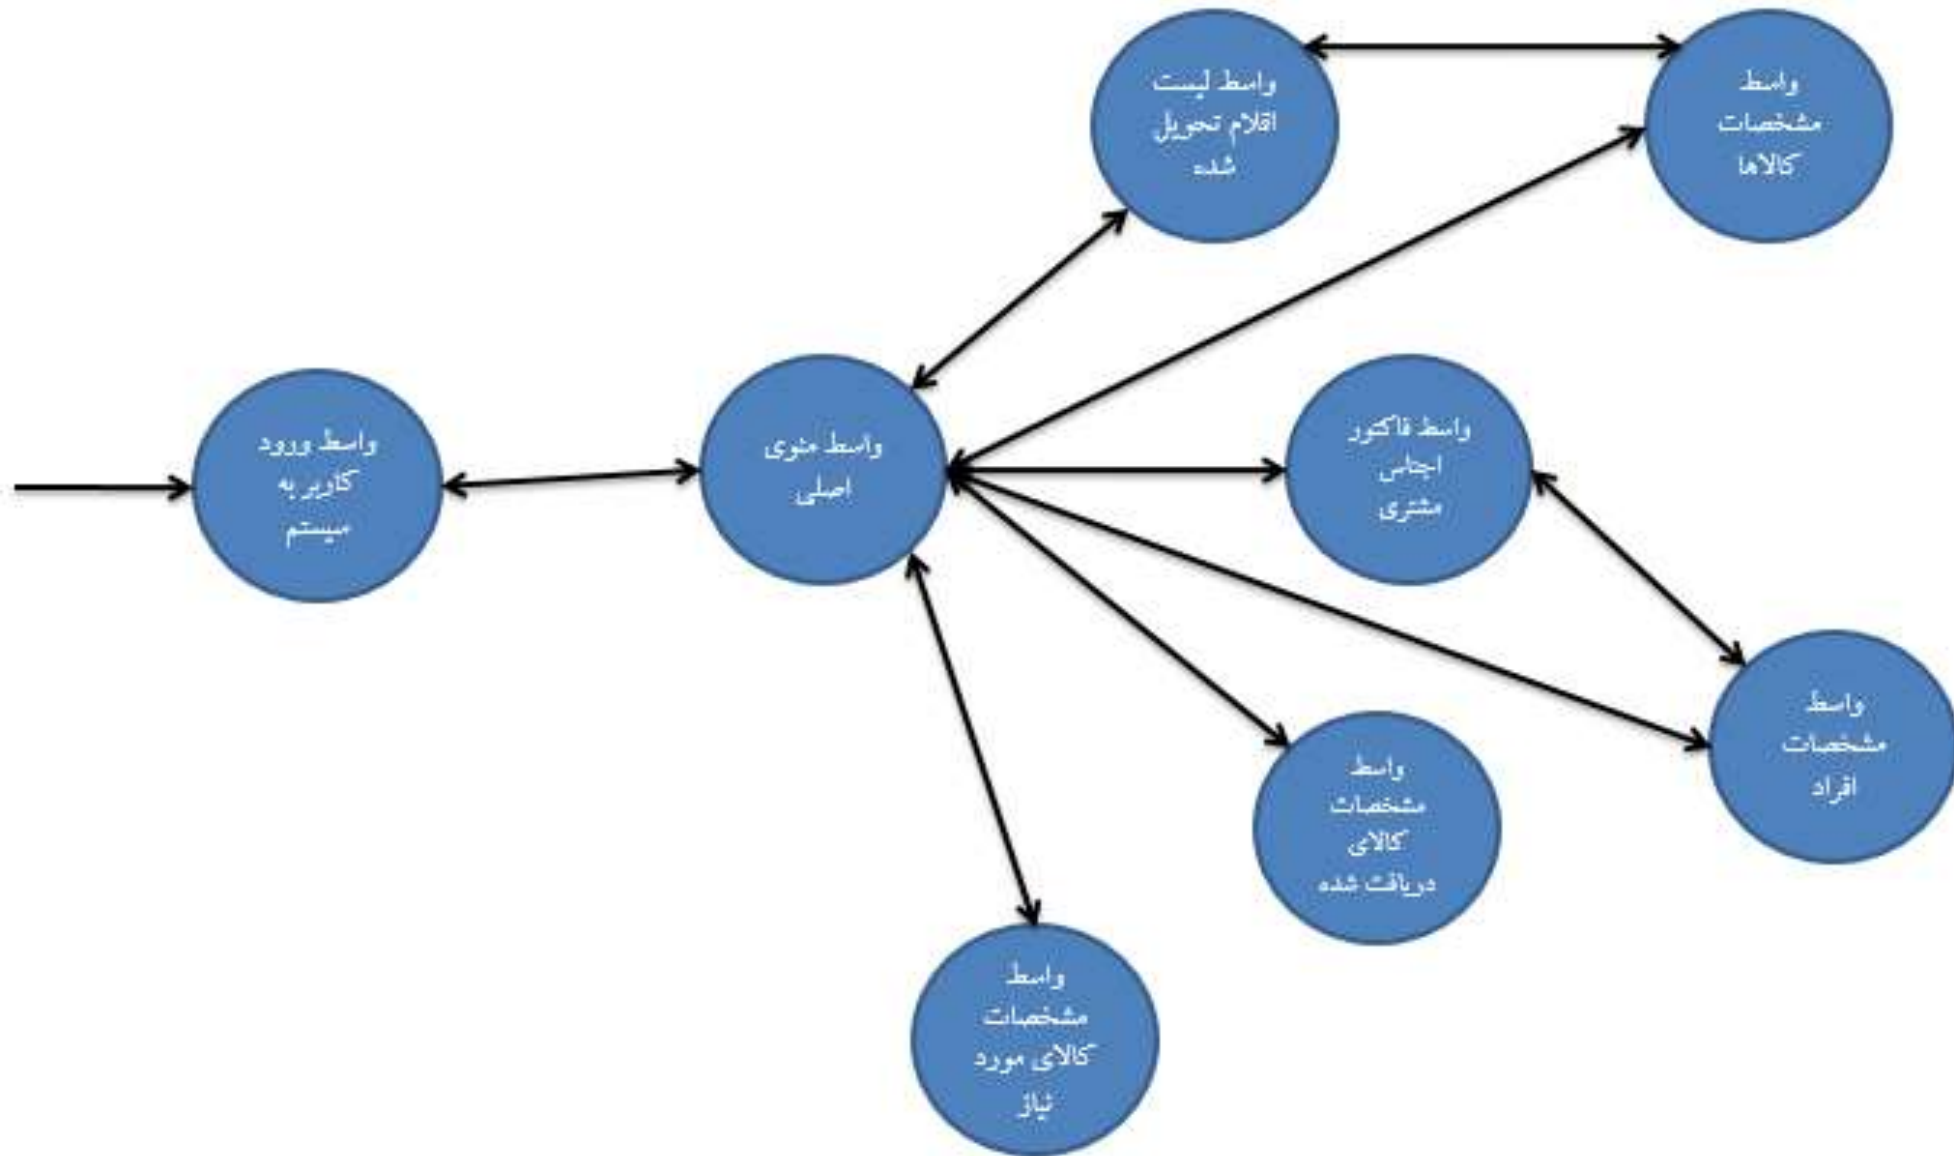 واسط لیست
اقلام تحویل
شده
واسط
مشخصات
کالاها
واسط ورود
کاربر به
سیستم
واسط منوی
اصلی
واسط فاکتور
اجناس
مشتری
واسط
مشخصات
افراد
واسط
مشخصات
کالای
دریافت شده
واسط
مشخصات
کالای مورد
نیاز